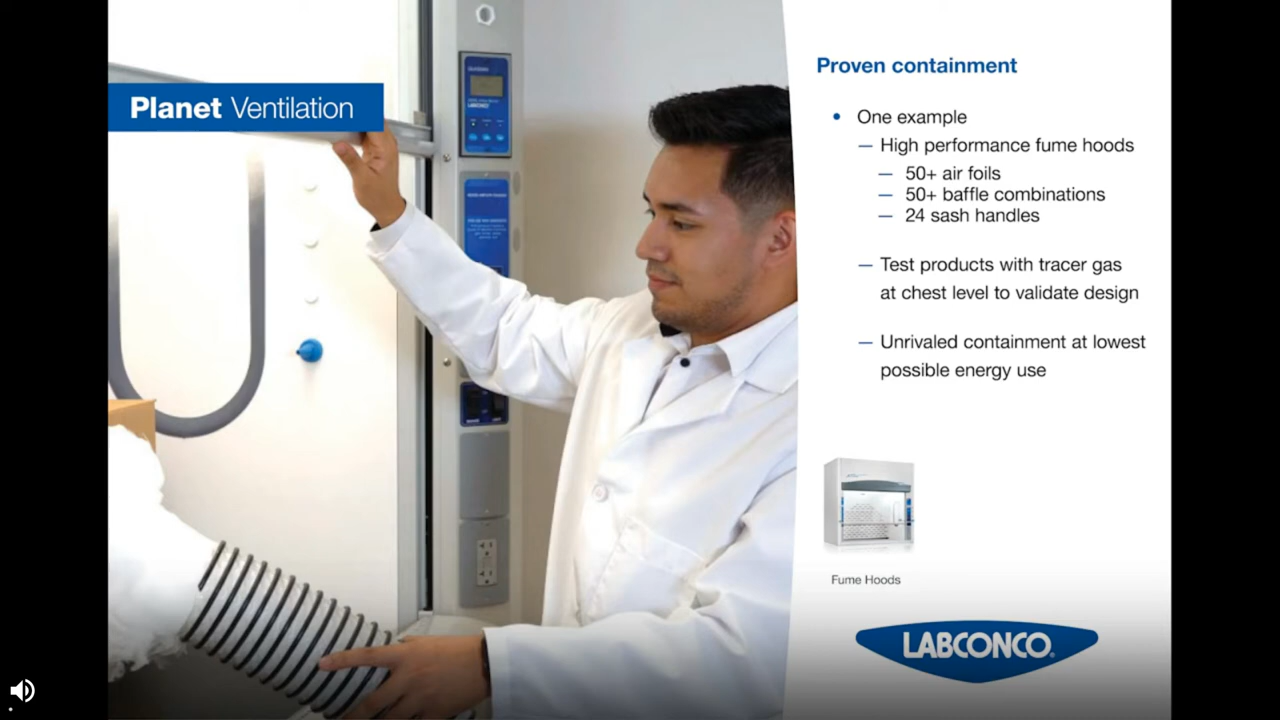 Planet Ventilation
LABCONCO
Proven containment
• One example
— High performance fume hoods
— 50+ air foils
— 50+ baffle combinations
— 24 sash handles
— Test products with tracer gas
at chest level to validate design
— Unrivaled containment at lowest
possible energy use
Fume Hoods
LABCONCO®